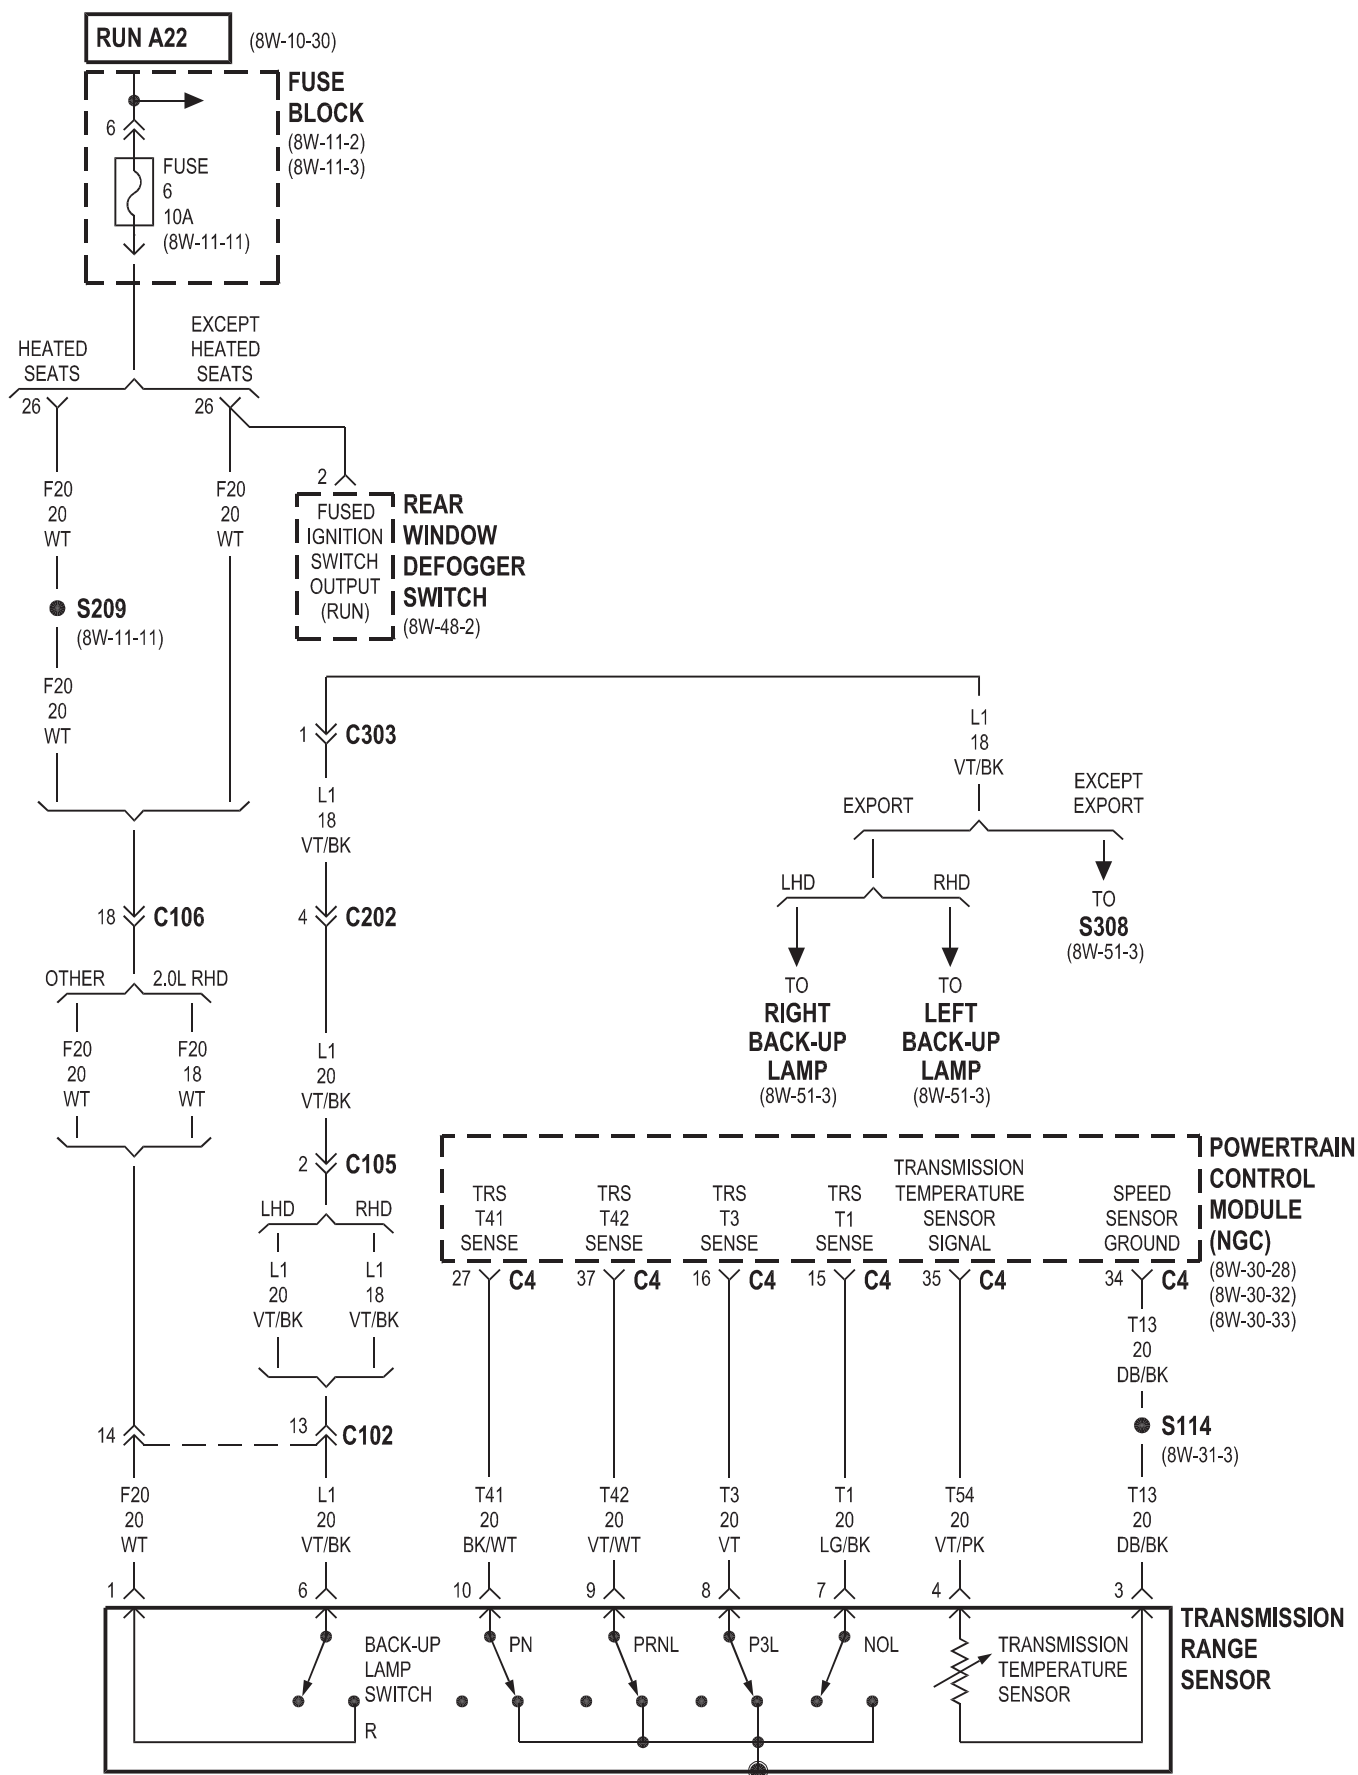 RUN A22
(8W-10-30)
FUSE
BLOCK
(8W-11-2)
(8W-11-3)
6
FUSE
6
10A
(8W-11-11)
HEATED
SEATS
EXCEPT
HEATED
SEATS
26
26
F20
20
WT
F20
20
WT
2
FUSED
IGNITION
SWITCH
OUTPUT
(RUN)
REAR
WINDOW
DEFOGGER
SWITCH
(8W-48-2)
S209
(8W-11-11)
F20
20
WT
1
C303
L1
18
VT/BK
L1
18
VT/BK
EXPORT
EXCEPT
EXPORT
LHD
RHD
TO
S308
(8W-51-3)
18
C106
4
C202
TO
RIGHT
BACK-UP
LAMP
(8W-51-3)
TO
LEFT
BACK-UP
LAMP
(8W-51-3)
OTHER
2.0L RHD
F20
20
WT
F20
18
WT
L1
20
VT/BK
2
C105
LHD
RHD
L1
20
VT/BK
L1
18
VT/BK
TRS
T41
SENSE
TRS
T42
SENSE
TRS
T3
SENSE
TRS
T1
SENSE
TRANSMISSION
TEMPERATURE
SENSOR
SIGNAL
SPEED
SENSOR
GROUND
POWERTRAIN
CONTROL
MODULE
(NGC)
(8W-30-28)
(8W-30-32)
(8W-30-33)
27
C4
37
C4
16
C4
15
C4
35
C4
34
C4
T13
20
DB/BK
14
13
C102
S114
(8W-31-3)
F20
20
WT
L1
20
VT/BK
T41
20
BK/WT
T42
20
VT/WT
T3
20
VT
T1
20
LG/BK
T54
20
VT/PK
T13
20
DB/BK
1
6
10
9
8
7
4
3
BACK-UP
LAMP
SWITCH
R
PN
PRNL
P3L
NOL
TRANSMISSION
TEMPERATURE
SENSOR
TRANSMISSION
RANGE
SENSOR